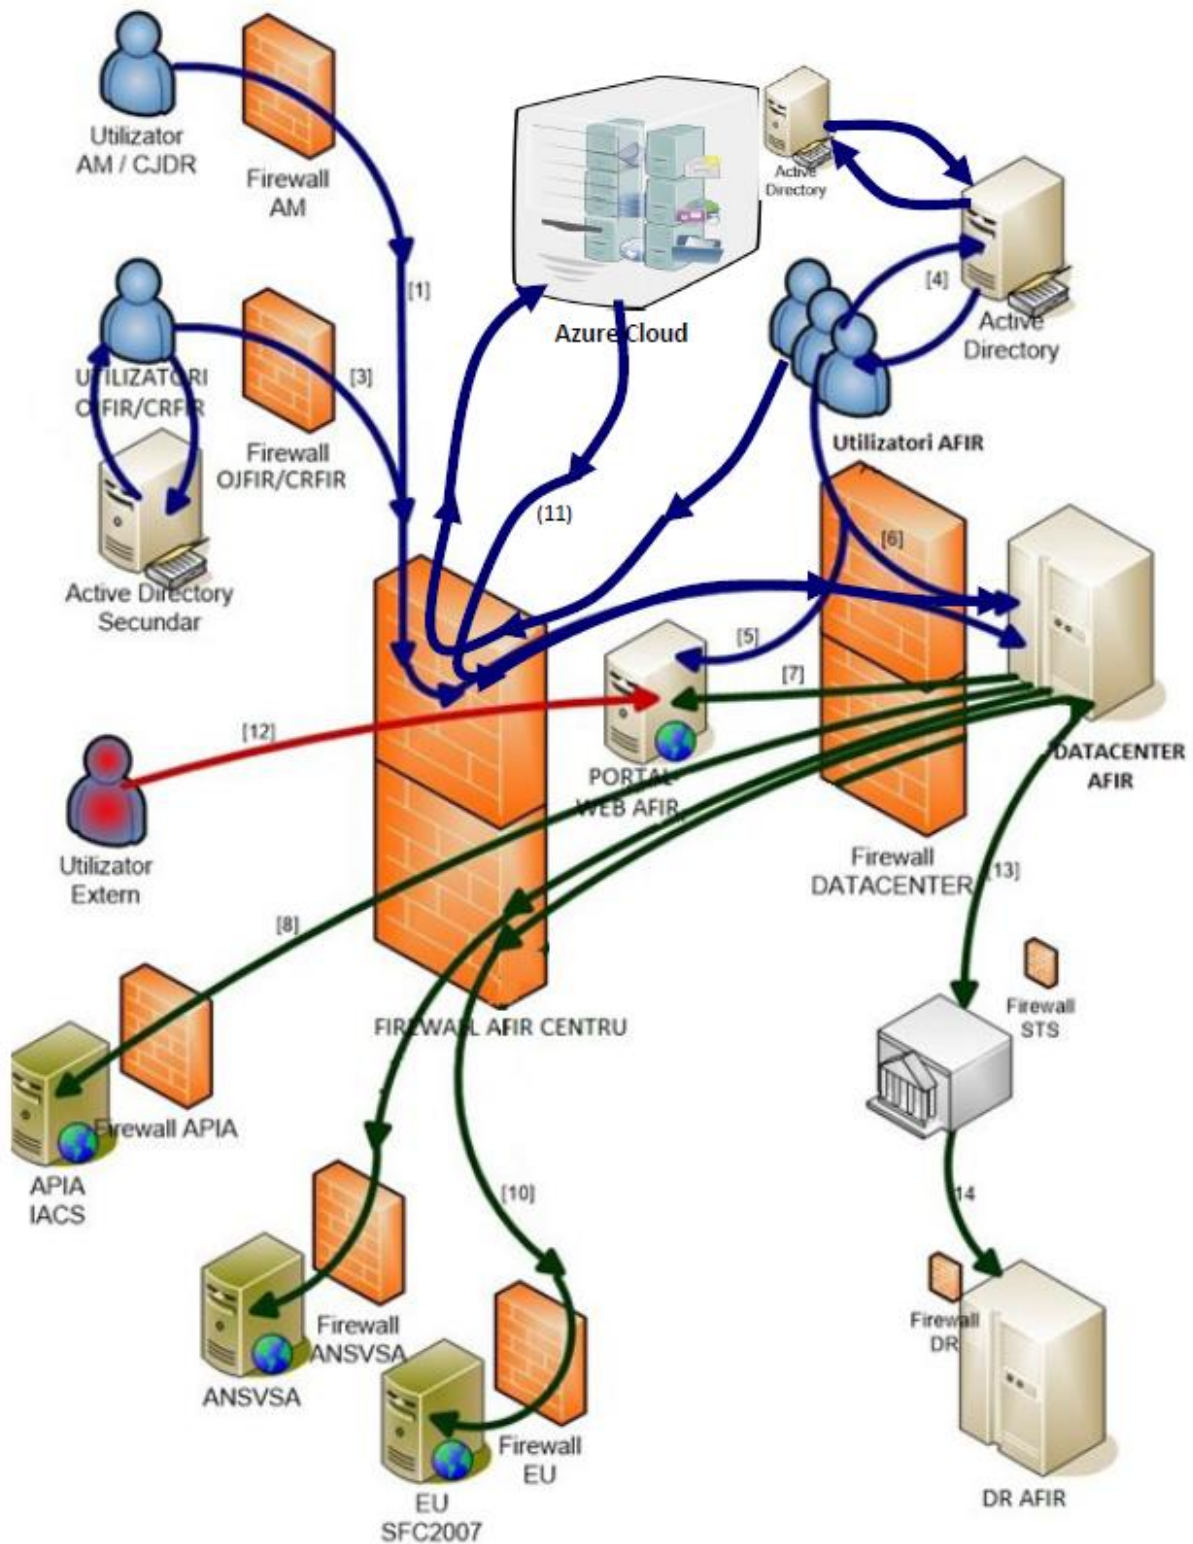 Utilizator
AM / CJDR
Firewall
AM
[1]
Azure Cloud
Active
Directory
[4]
Active
Directory
UTILIZATORI
OJFIR/CRFIR
[3]
Firewall
OJFIR/CRFIR
Utilizatori AFIR
(11)
[6]
Active Directory
Secundar
[5]
[7]
[12]
PORTAL
WEB AFIR
DATACENTER
AFIR
Utilizator
Extern
Firewall
DATACENTER
[13]
[8]
FIREWALL AFIR CENTRU
Firewall
STS
Firewall APIA
APIA
IACS
[10]
14
Firewall
ANSVSA
ANSVSA
Firewall
DR
Firewall
EU
EU
SFC2007
DR AFIR